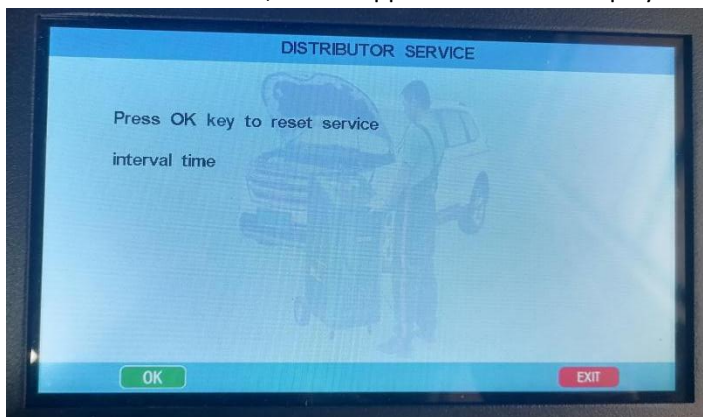 DISTRIBUTOR SERVICE
Press OK key to reset service
interval time
OK
EXIT